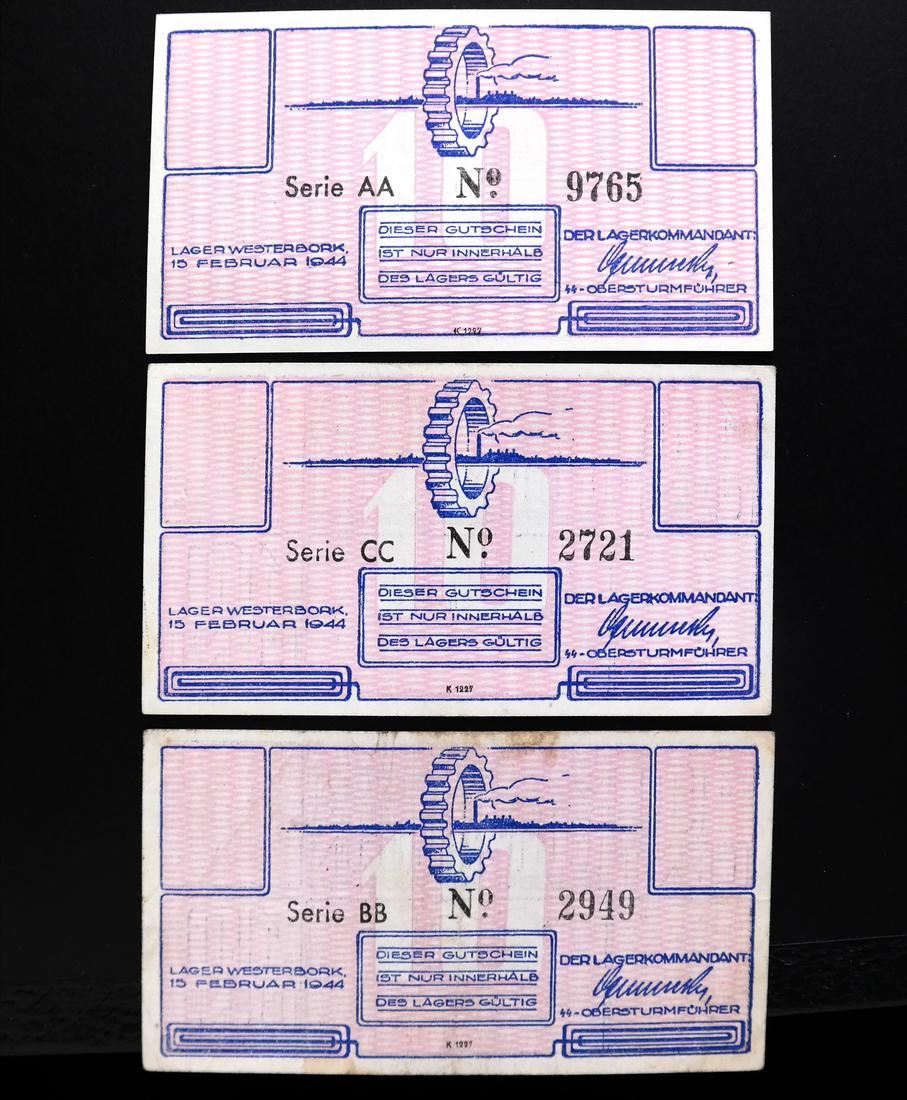 10
Serie AA Nº 9765
LAGER WESTERBORK,
15 FEBRUAR 1944
DIESER GUTSCHEIN
IST NUR INNERHALB
DES LAGERS GÜLTIG
DER LAGERKOMMANDANT:
SS-OBERSTURMFÜHRER
K 1227
10
Serie CC Nº 2721
LAGER WESTERBORK,
15 FEBRUAR 1944
DIESER GUTSCHEIN
IST NUR INNERHALB
DES LAGERS GÜLTIG
DER LAGERKOMMANDANT:
SS-OBERSTURMFÜHRER
K 1227
10
Serie BB Nº 2949
LAGER WESTERBORK,
15 FEBRUAR 1944
DIESER GUTSCHEIN
IST NUR INNERHALB
DES LAGERS GÜLTIG
DER LAGERKOMMANDANT:
SS-OBERSTURMFÜHRER
K 1227